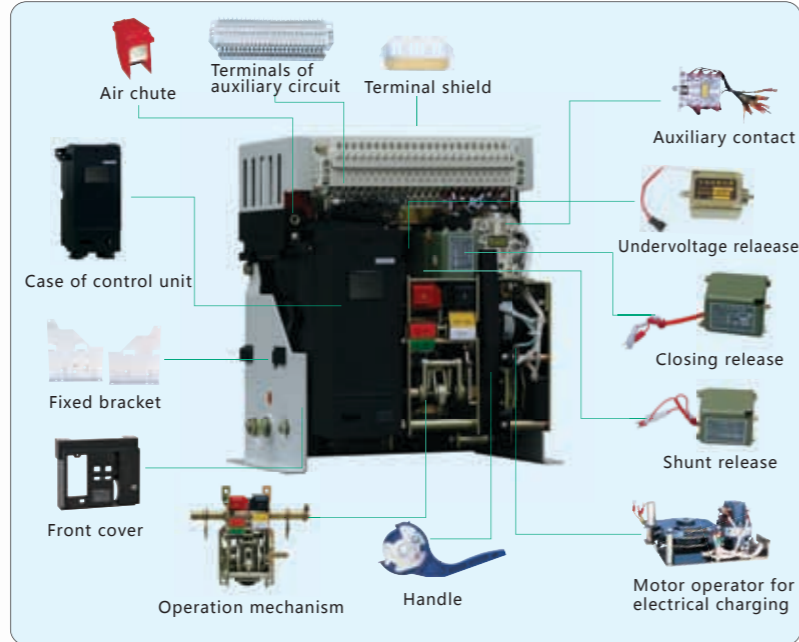 Air chute
Terminals of
auxiliary circuit
Terminal shield
Auxiliary contact
Undervoltage relaease
Case of control unit
Closing release
Fixed bracket
Shunt release
Front cover
Operation mechanism
Handle
Motor operator for
electrical charging